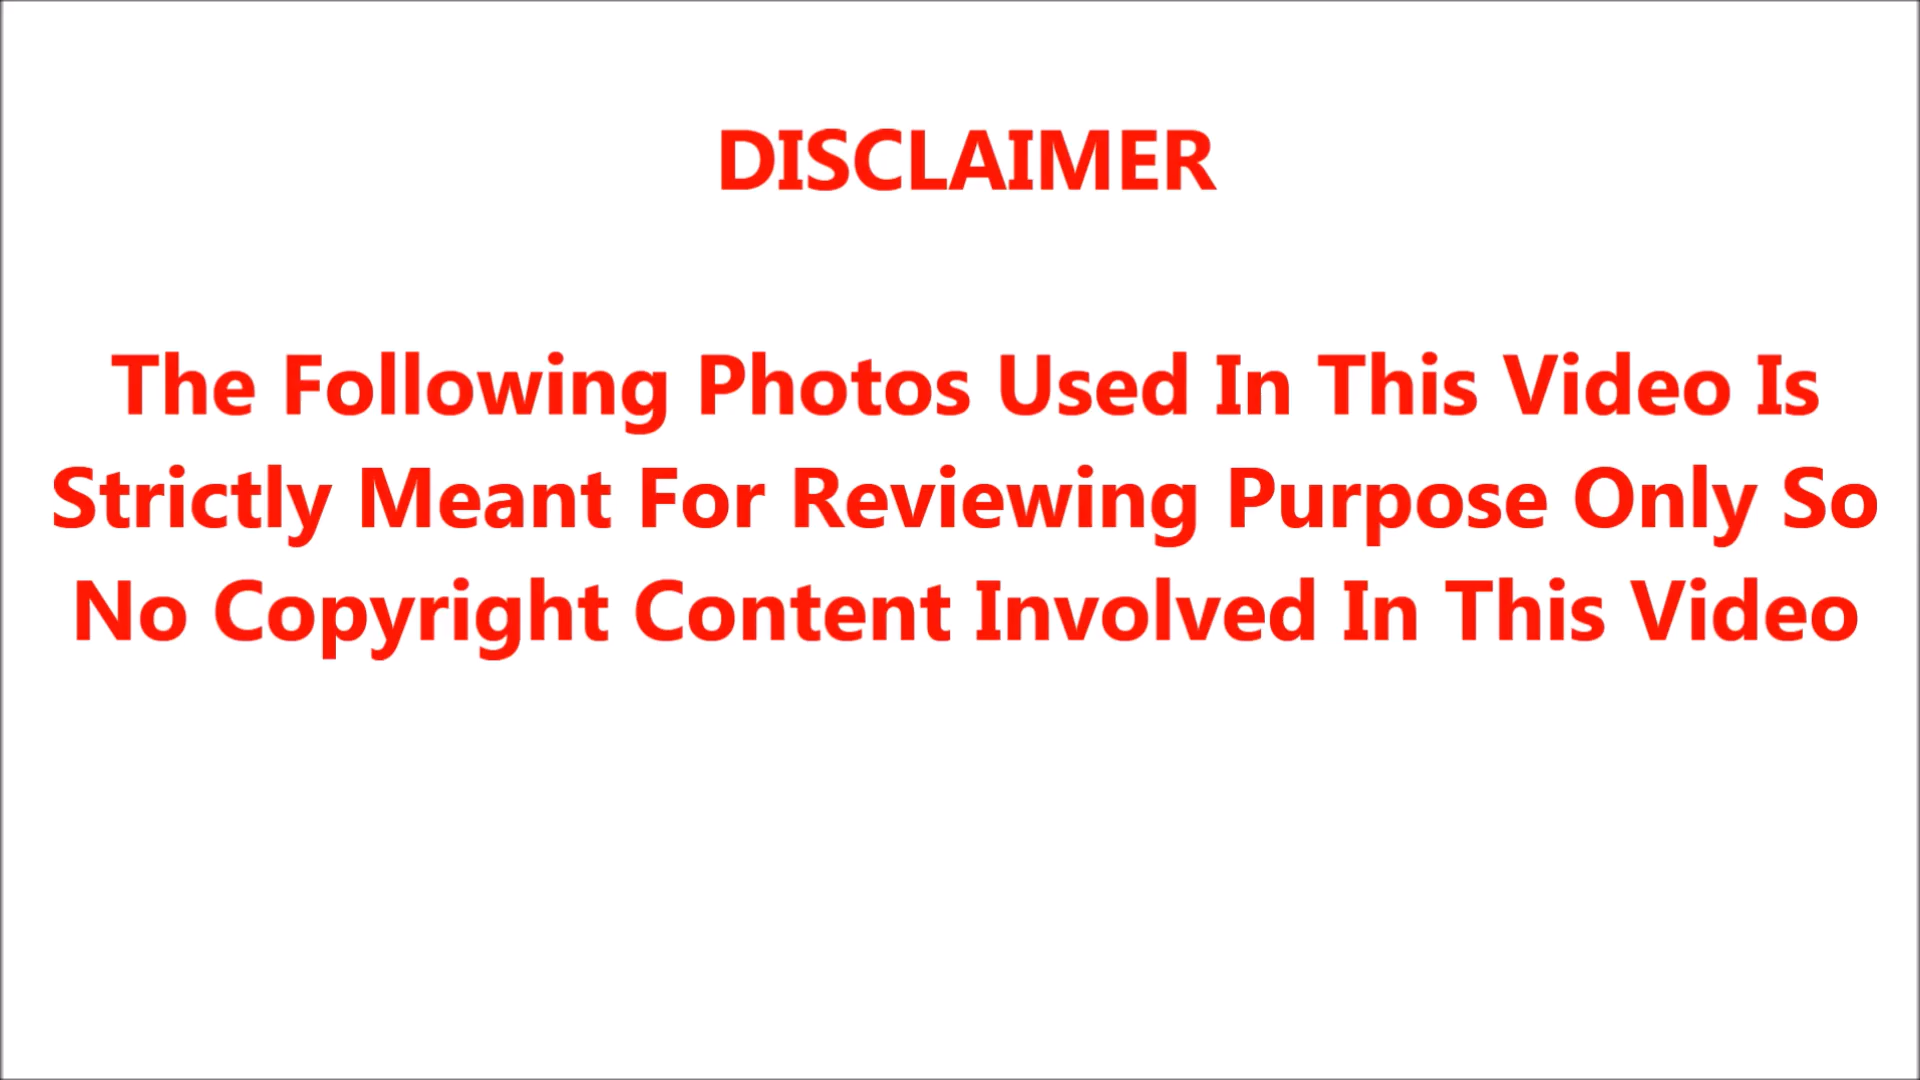 DISCLAIMER
The Following Photos Used In This Video Is
Strictly Meant For Reviewing Purpose Only So
No Copyright Content Involved In This Video